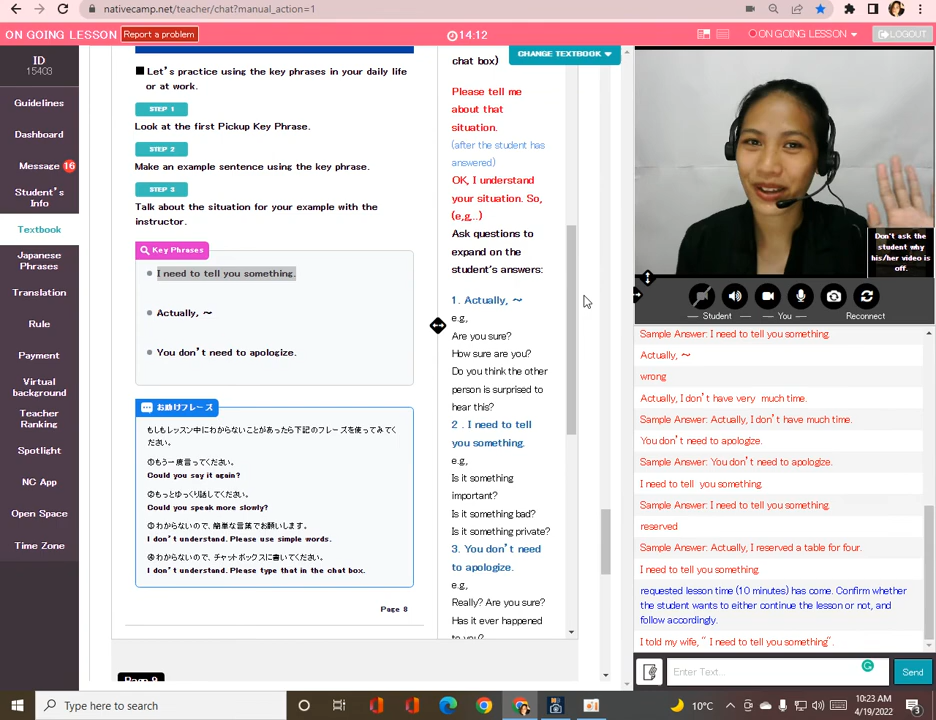 nativecamp.net/teacher/chat?manual_action=1
ON GOING LESSON
Report a problem
14:12
ON GOING LESSON
LOGOUT
ID
15403
Guidelines
Dashboard
Message 16
Student's
Info
Textbook
Japanese
Phrases
Translation
Rule
Payment
Virtual
background
Teacher
Ranking
Spotlight
NC App
Open Space
Time Zone
■ Let's practice using the key phrases in your daily life
or at work.
STEP 1
Look at the first Pickup Key Phrase.
STEP 2
Make an example sentence using the key phrase.
STEP 3
Talk about the situation for your example with the
instructor.
Key Phrases
I need to tell you something.
Actually, ～
You don't need to apologize.
お助けフレーズ
もしもレッスン中にわからないことがあったら下記のフレーズを使ってみてく
ださい。
①もう一度言ってください。
Could you say it again?
②もっとゆっくり話してください。
Could you speak more slowly?
③わからないので、簡単な言葉でお願いします。
I don't understand. Please use simple words.
④わからないので、チャットボックスに書いてください。
I don't understand. Please type that in the chat box.
Page 8
Page 9
CHANGE TEXTBOOK
chat box)
Please tell me
about that
situation.
(after the student has
answered)
OK, I understand
your situation. So,
(e.g,..)
Ask questions to
expand on the
student's answers:
1. Actually, ～
e.g,
Are you sure?
How sure are you?
Do you think the other
person is surprised to
hear this?
2 . I need to tell
you something.
e.g,
Is it something
important?
Is it something bad?
Is it something private?
3. You don't need
to apologize.
e.g,
Really? Are you sure?
Has it ever happened
to you?
Don't ask the
student why
his/her video is
off.
Student
You
Reconnect
Sample Answer: I need to tell you something.
Actually, ～
wrong
Actually, I don't have very much time.
Sample Answer: Actually, I don't have much time.
You don't need to apologize.
Sample Answer: You don't need to apologize.
I need to tell you something.
Sample Answer: I need to tell you something.
reserved
Sample Answer: Actually, I reserved a table for four.
I need to tell you something.
requested lesson time (10 minutes) has come. Confirm whether
the student wants to either continue the lesson or not, and
follow accordingly.
I told my wife, " I need to tell you something".
Enter Text...
Send
Type here to search
10°C
10:23 AM
4/19/2022
3